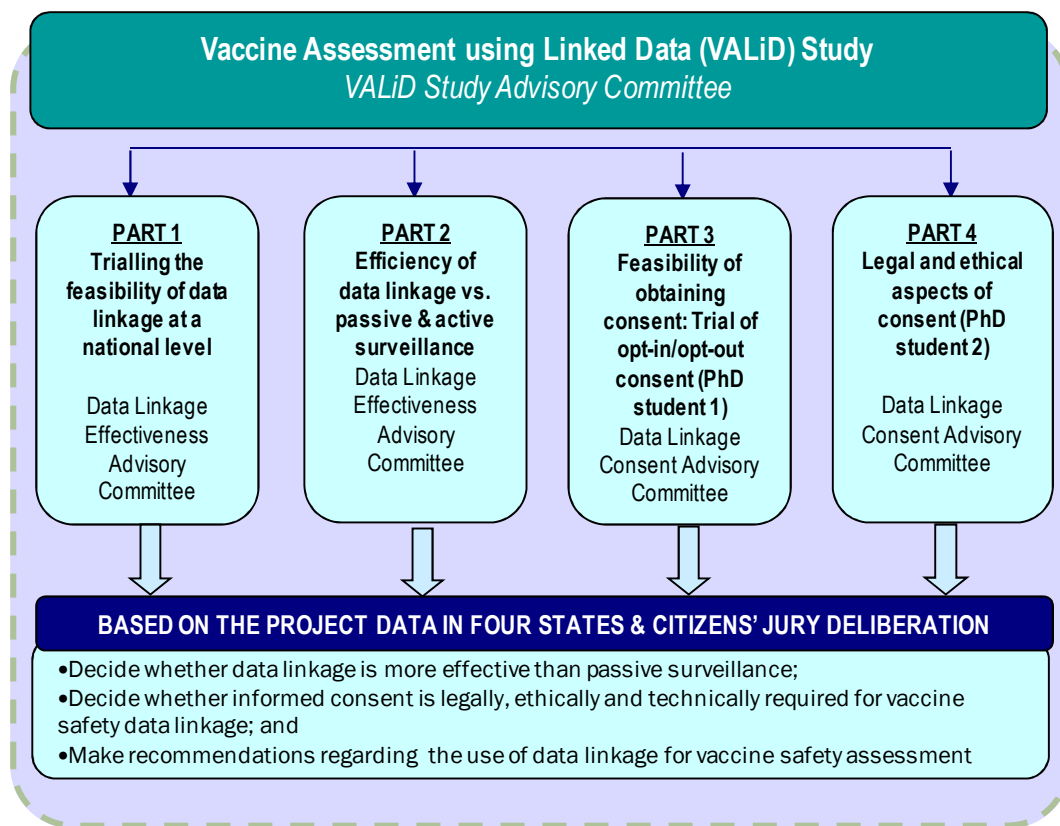 Vaccine Assessment using Linked Data (VALiD) Study
VALiD Study Advisory Committee
PART 1
Trialling the
feasibility of data
linkage at a
national level
Data Linkage
Effectiveness
Advisory
Committee
PART 2
Efficiency of
data linkage vs.
passive & active
surveillance
Data Linkage
Effectiveness
Advisory
Committee
PART 3
Feasibility of
obtaining
consent: Trial of
opt-in/opt-out
consent (PhD
student 1)
Data Linkage
Consent Advisory
Committee
PART 4
Legal and ethical
aspects of
consent (PhD
student 2)
Data Linkage
Consent Advisory
Committee
BASED ON THE PROJECT DATA IN FOUR STATES & CITIZENS' JURY DELIBERATION
•Decide whether data linkage is more effective than passive surveillance;
•Decide whether informed consent is legally, ethically and technically required for vaccine
safety data linkage; and
•Make recommendations regarding the use of data linkage for vaccine safety assessment